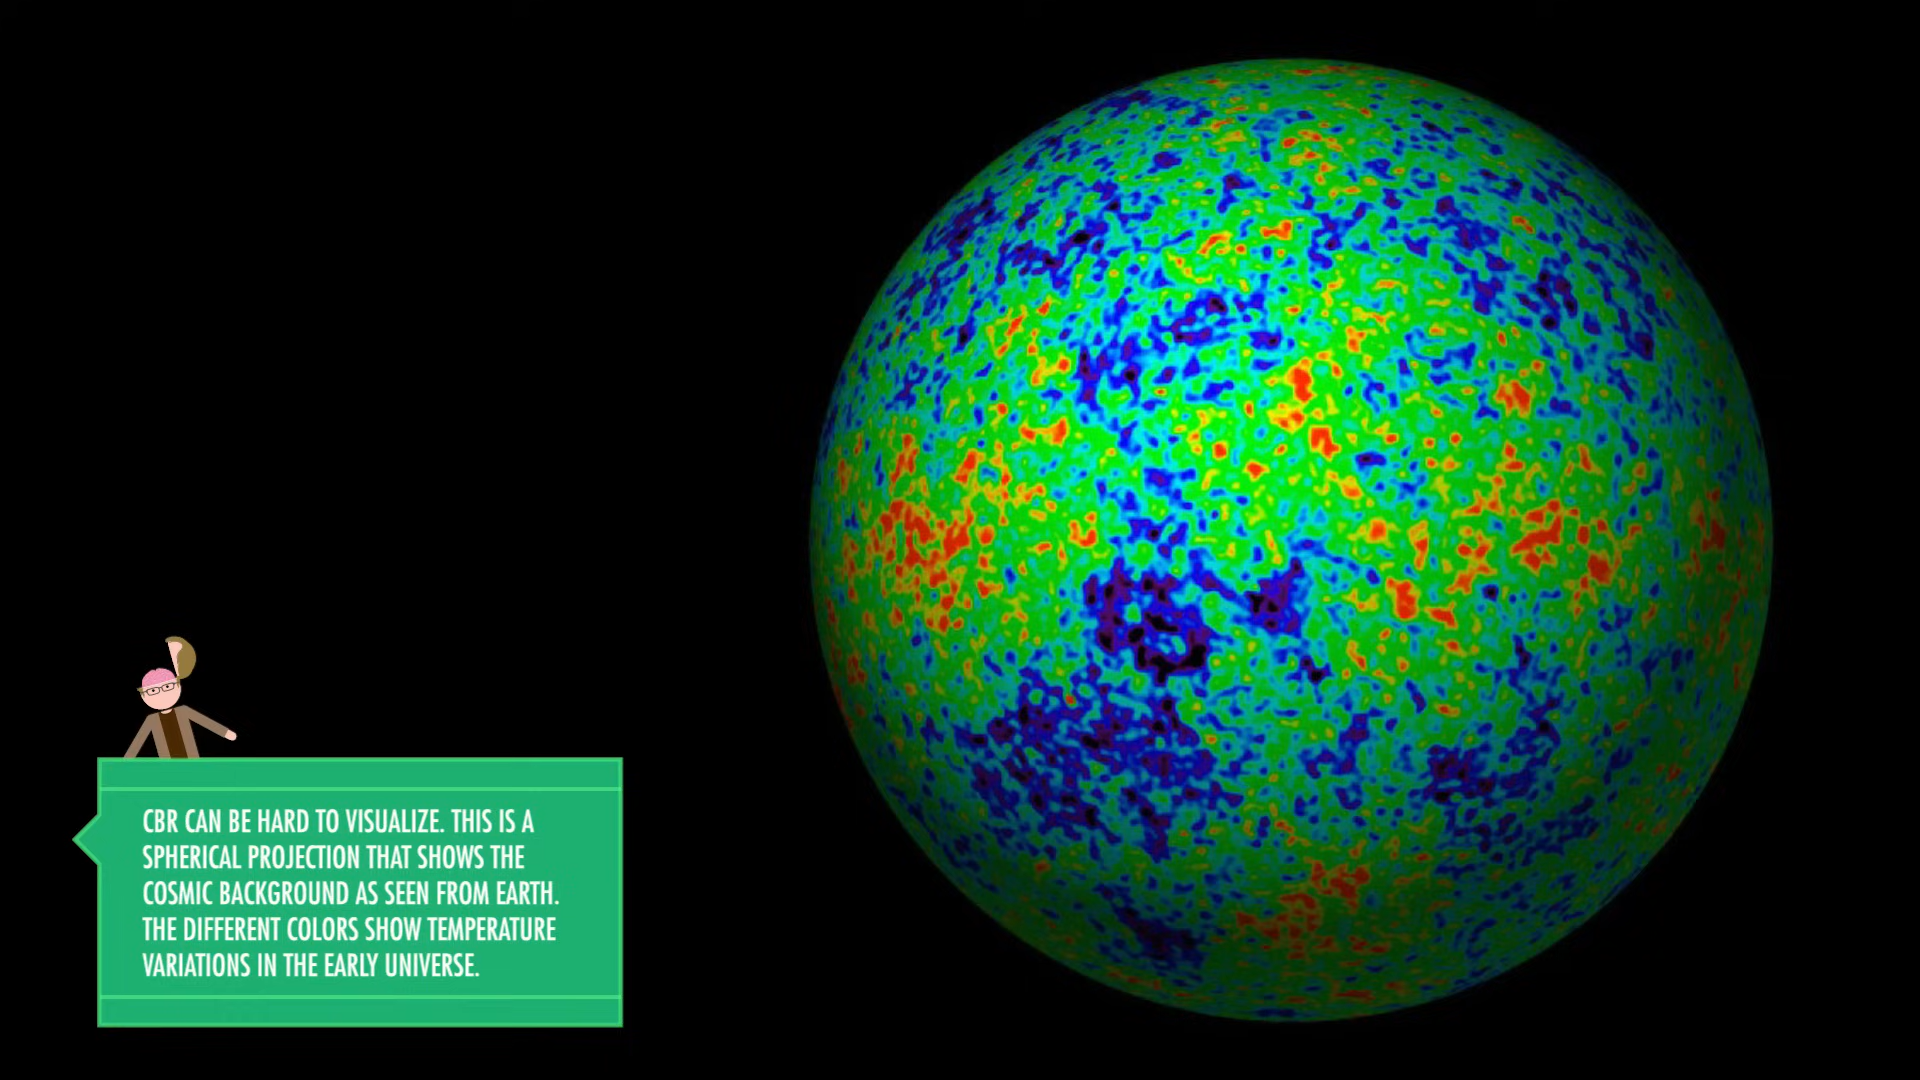 CBR CAN BE HARD TO VISUALIZE. THIS IS A
SPHERICAL PROJECTION THAT SHOWS THE
COSMIC BACKGROUND AS SEEN FROM EARTH.
THE DIFFERENT COLORS SHOW TEMPERATURE
VARIATIONS IN THE EARLY UNIVERSE.